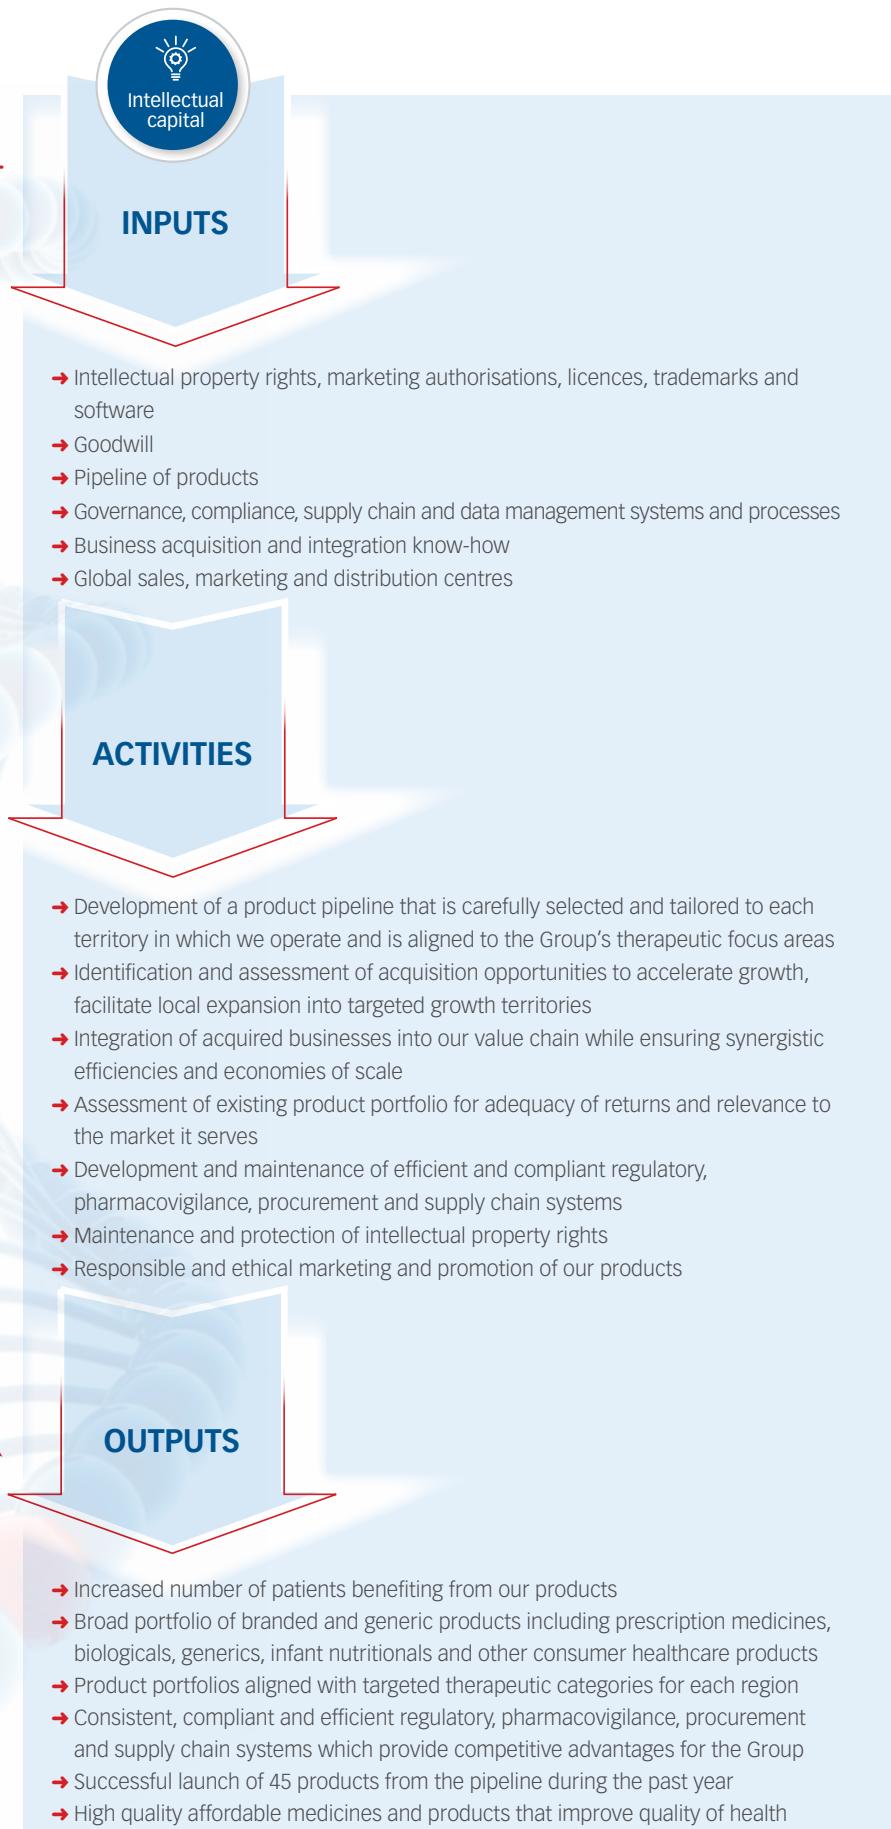 Intellectual
capital
INPUTS
➜ Intellectual property rights, marketing authorisations, licences, trademarks and
software
➜ Goodwill
➜ Pipeline of products
➜ Governance, compliance, supply chain and data management systems and processes
➜ Business acquisition and integration know-how
➜ Global sales, marketing and distribution centres
ACTIVITIES
➜ Development of a product pipeline that is carefully selected and tailored to each
territory in which we operate and is aligned to the Group's therapeutic focus areas
➜ Identification and assessment of acquisition opportunities to accelerate growth,
facilitate local expansion into targeted growth territories
➜ Integration of acquired businesses into our value chain while ensuring synergistic
efficiencies and economies of scale
➜ Assessment of existing product portfolio for adequacy of returns and relevance to
the market it serves
➜ Development and maintenance of efficient and compliant regulatory,
pharmacovigilance, procurement and supply chain systems
➜ Maintenance and protection of intellectual property rights
➜ Responsible and ethical marketing and promotion of our products
OUTPUTS
➜ Increased number of patients benefiting from our products
➜ Broad portfolio of branded and generic products including prescription medicines,
biologicals, generics, infant nutritionals and other consumer healthcare products
➜ Product portfolios aligned with targeted therapeutic categories for each region
➜ Consistent, compliant and efficient regulatory, pharmacovigilance, procurement
and supply chain systems which provide competitive advantages for the Group
➜ Successful launch of 45 products from the pipeline during the past year
➜ High quality affordable medicines and products that improve quality of health